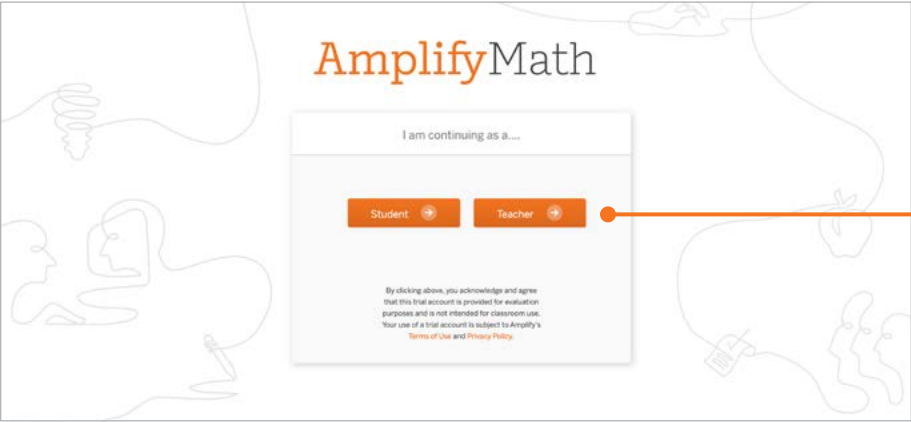 AmplifyMath
I am continuing as a....
Student
Teacher
By clicking above, you acknowledge and agree
that this trial account is provided for evaluation
purposes and is not intended for classroom use.
Your use of a trial account is subject to Amplify's
Terms of Use and Privacy Policy.